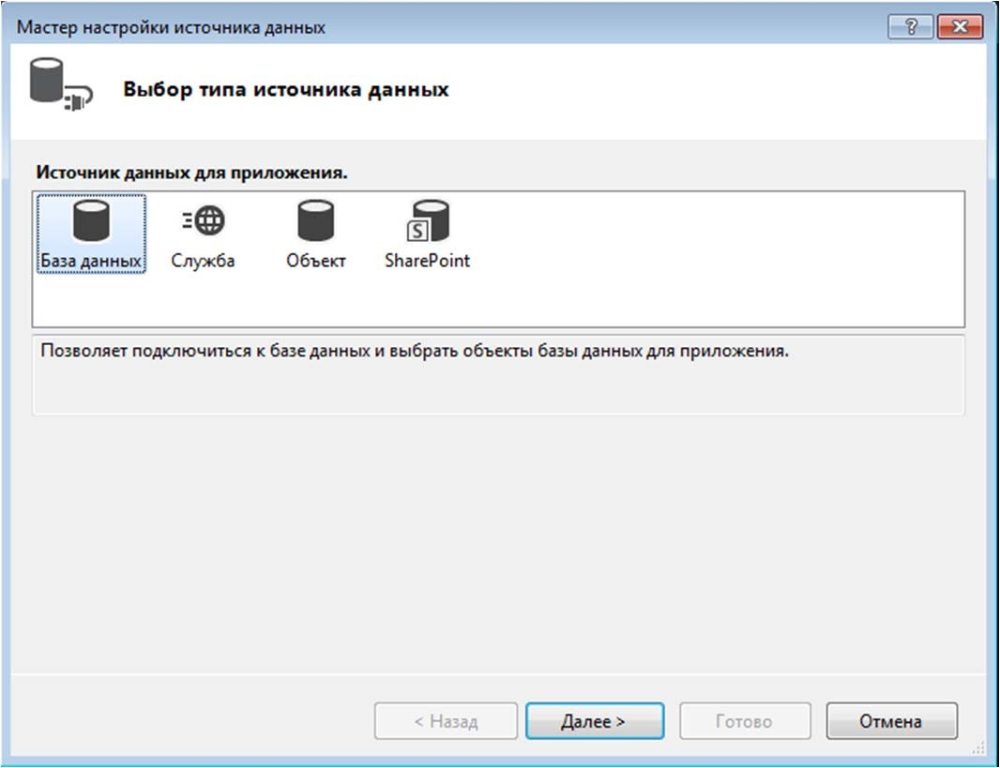 Мастер настройки источника данных
?
Выбор типа источника данных
Источник данных для приложения.
База данных Служба Объект SharePoint
S
Позволяет подключиться к базе данных и выбрать объекты базы данных для приложения.
< Назад Далее > Готово Отмена